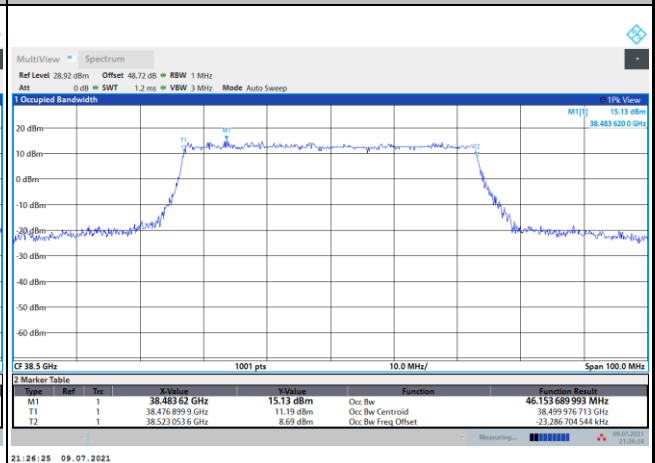 MultiView Spectrum
Ref Level 28.92 dBm Offset 48.72 dB RBW 1 MHz
Att 0 dB SWT 1.2 ms VBW 3 MHz Mode Auto Sweep
1 Occupied Bandwidth 1Pk View
M1[1] 15.13 dBm
38.483 620 0 GHz
20 dBm
M1
T1
T2
10 dBm
0 dBm
-10 dBm
-20 dBm
-30 dBm
-40 dBm
-50 dBm
-60 dBm
CF 38.5 GHz 1001 pts 10.0 MHz/ Span 100.0 MHz
2 Marker Table
Type Ref Trc X-Value Y-Value Function Function Result
M1 1 38.483 62 GHz 15.13 dBm Occ Bw 46.153 689 993 MHz
T1 1 38.476 899 9 GHz 11.19 dBm Occ Bw Centroid 38.499 976 713 GHz
T2 1 38.523 053 6 GHz 8.69 dBm Occ Bw Freq Offset -23.286 704 544 kHz
Measuring... 09.07.2021
21:26:24
21:26:25 09.07.2021